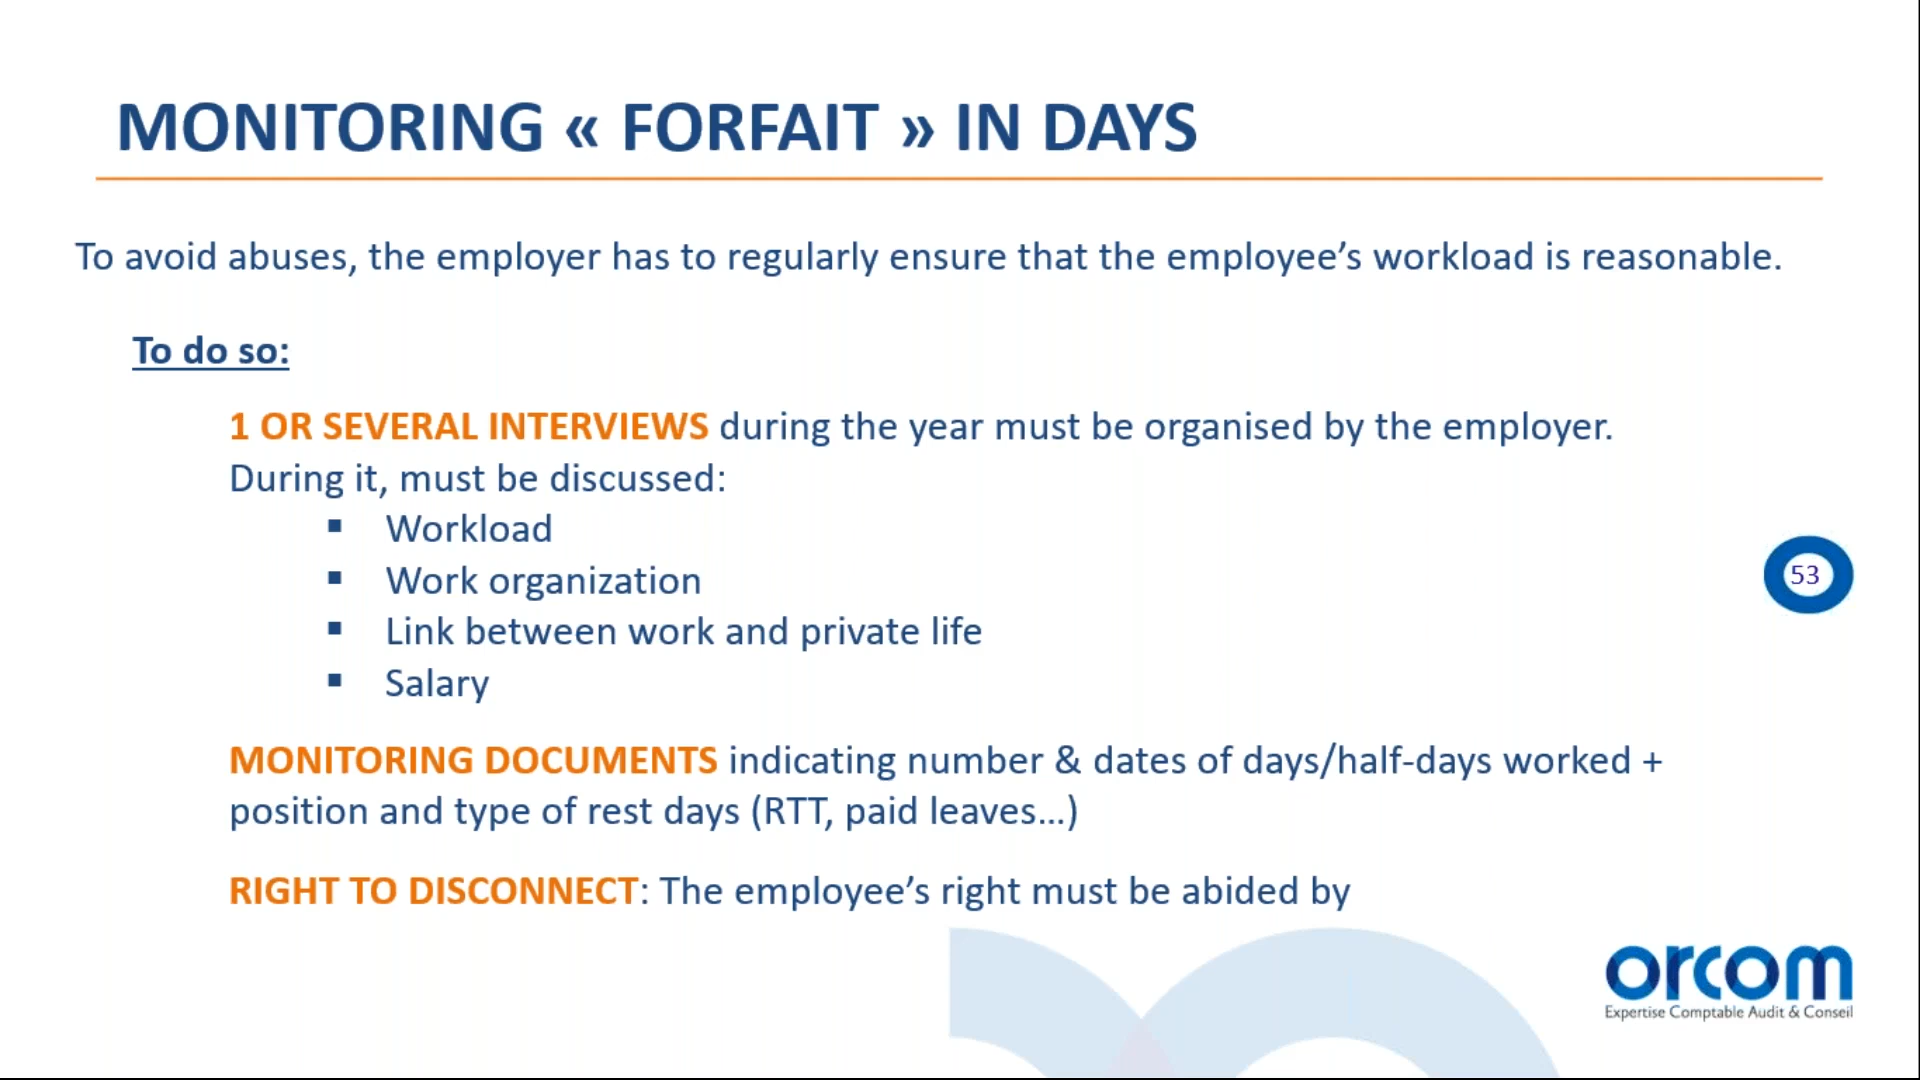 MONITORING « FORFAIT » IN DAYS
To avoid abuses, the employer has to regularly ensure that the employee’s workload is reasonable.
To do so:
1 OR SEVERAL INTERVIEWS during the year must be organised by the employer.
During it, must be discussed:
▪ Workload
▪ Work organization
▪ Link between work and private life
▪ Salary
53
MONITORING DOCUMENTS indicating number & dates of days/half-days worked +
position and type of rest days (RTT, paid leaves…)
RIGHT TO DISCONNECT: The employee’s right must be abided by
orcom
Expertise Comptable Audit & Conseil